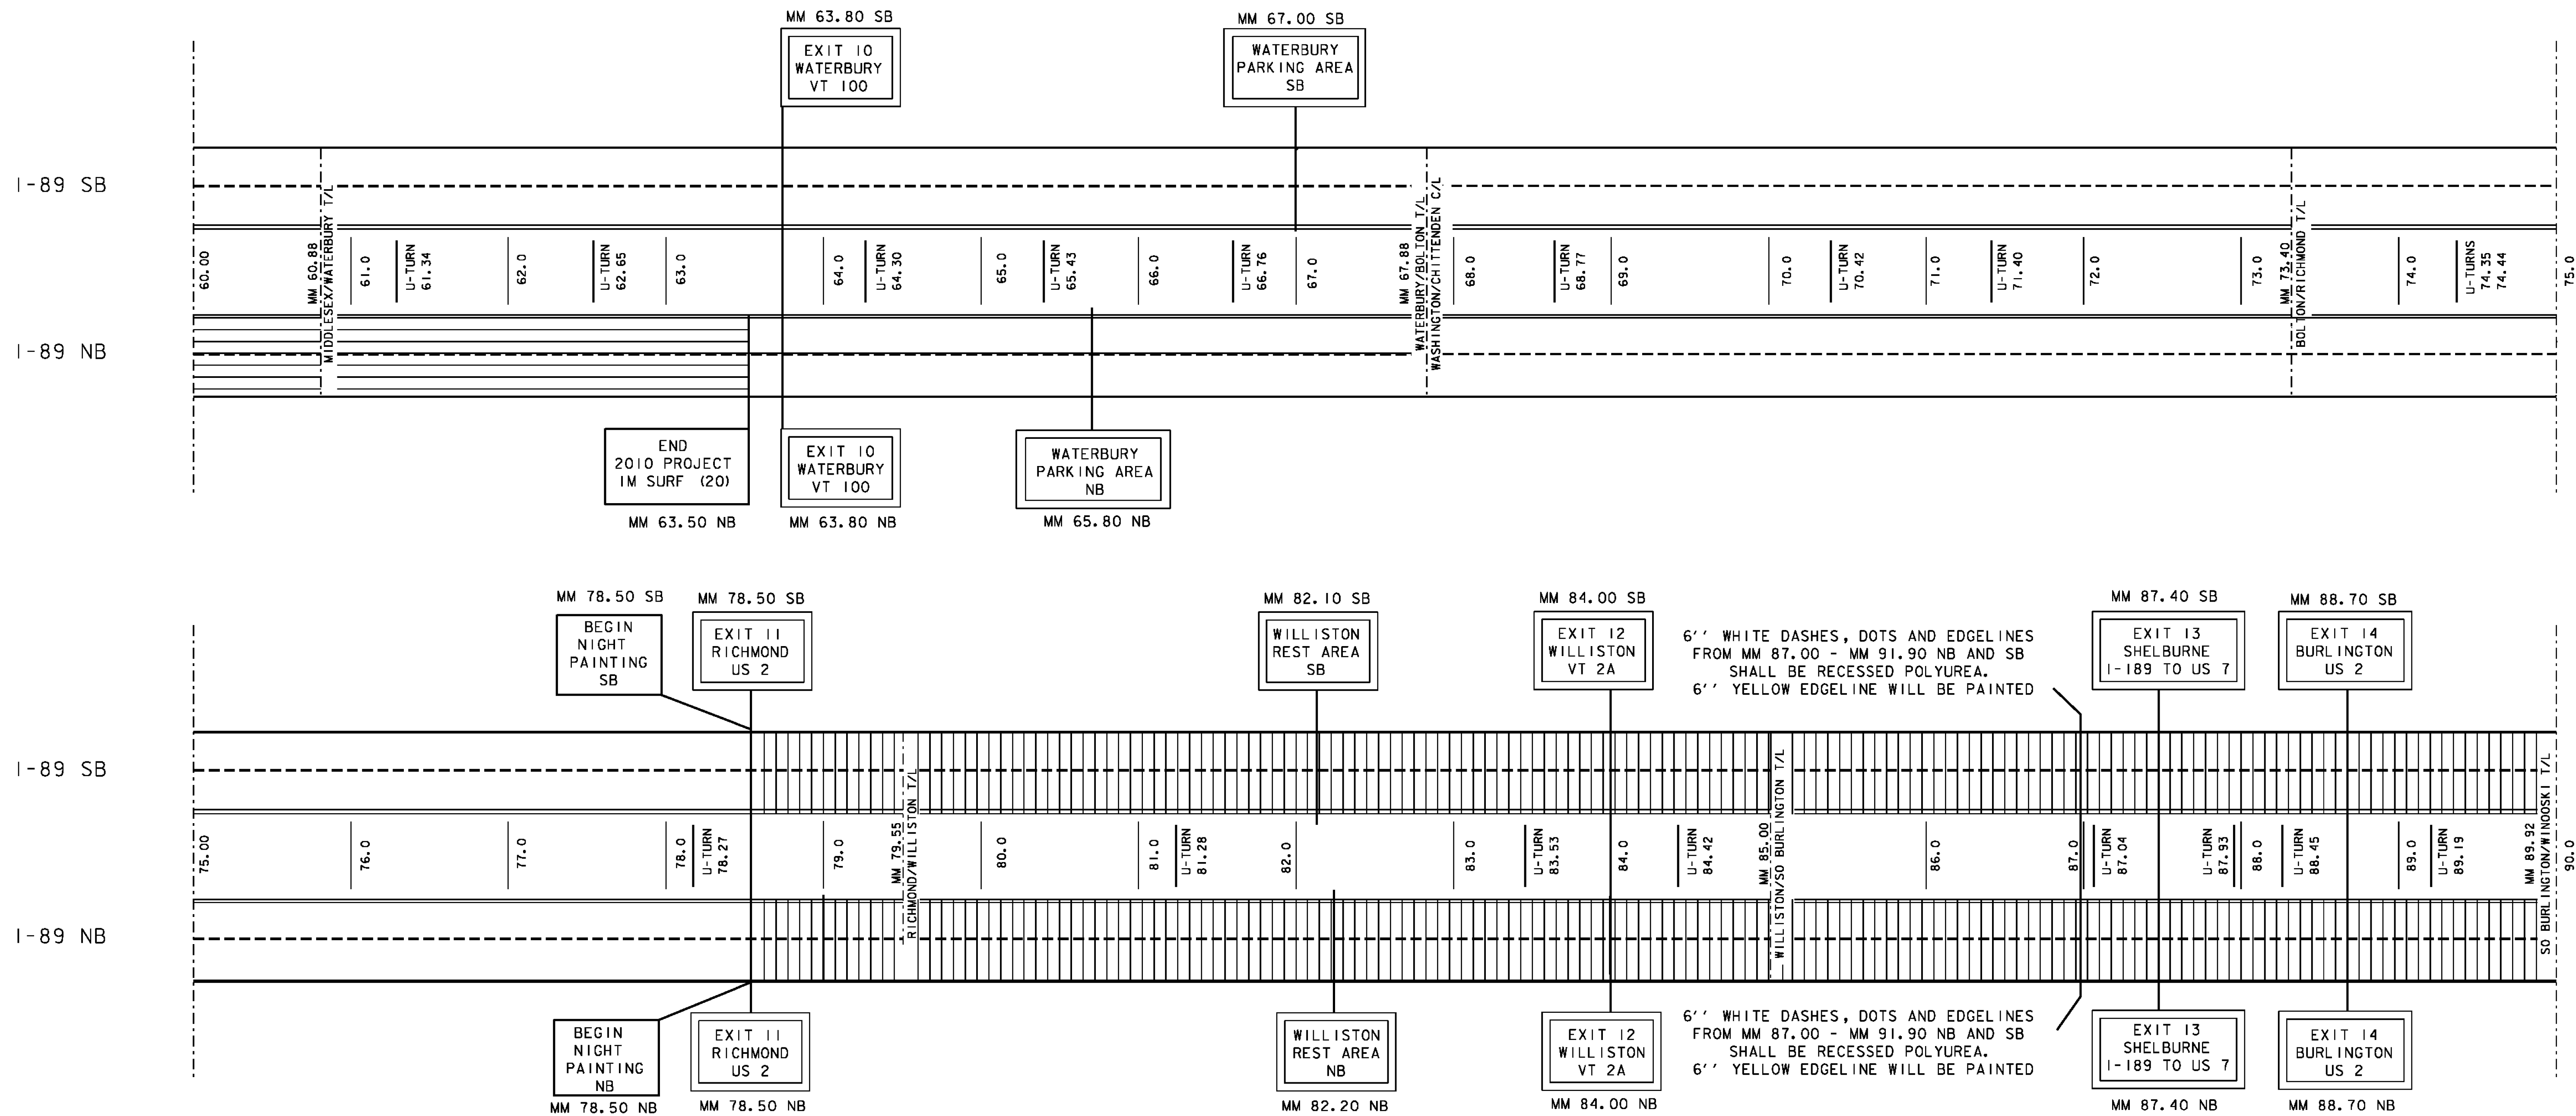 MM 63.80 SB
EXIT 10
WATERBURY
VT 100
MM 67.00 SB
WATERBURY
PARKING AREA
SB
I-89 SB
I-89 NB
60.00
MM 60.88
MIDDLESEX/WATERBURY T/L
61.0
U-TURN
61.34
62.0
U-TURN
62.65
63.0
64.0
U-TURN
64.30
65.0
U-TURN
65.43
66.0
U-TURN
66.76
67.0
MM 67.88
WATERBURY/BOLTON T/L
WASHINGTON/CHITTENDEN C/L
68.0
U-TURN
68.77
69.0
70.0
U-TURN
70.42
71.0
U-TURN
71.40
72.0
73.0
MM 73.40
BOLTON/RICHMOND T/L
74.0
U-TURNS
74.35
74.44
75.0
END
2010 PROJECT
IM SURF (20)
MM 63.50 NB
EXIT 10
WATERBURY
VT 100
MM 63.80 NB
WATERBURY
PARKING AREA
NB
MM 65.80 NB
MM 78.50 SB
BEGIN
NIGHT
PAINTING
SB
MM 78.50 SB
EXIT 11
RICHMOND
US 2
MM 82.10 SB
WILLISTON
REST AREA
SB
MM 84.00 SB
EXIT 12
WILLISTON
VT 2A
6'' WHITE DASHES, DOTS AND EDGELINES
FROM MM 87.00 - MM 91.90 NB AND SB
SHALL BE RECESSED POLYUREA.
6'' YELLOW EDGELINE WILL BE PAINTED
MM 87.40 SB
EXIT 13
SHELBURNE
I-189 TO US 7
MM 88.70 SB
EXIT 14
BURLINGTON
US 2
I-89 SB
I-89 NB
75.00
76.0
77.0
78.0
U-TURN
78.27
79.0
MM 79.55
RICHMOND/WILLISTON T/L
80.0
81.0
U-TURN
81.28
82.0
83.0
U-TURN
83.53
84.0
U-TURN
84.42
MM 85.00
WILLISTON/SO BURLINGTON T/L
86.0
87.0
U-TURN
87.04
U-TURN
87.93
88.0
U-TURN
88.45
89.0
U-TURN
89.19
MM 89.92
SO BURLINGTON/WINOOSKI T/L
90.0
BEGIN
NIGHT
PAINTING
NB
MM 78.50 NB
EXIT 11
RICHMOND
US 2
MM 78.50 NB
WILLISTON
REST AREA
NB
MM 82.20 NB
EXIT 12
WILLISTON
VT 2A
MM 84.00 NB
6'' WHITE DASHES, DOTS AND EDGELINES
FROM MM 87.00 - MM 91.90 NB AND SB
SHALL BE RECESSED POLYUREA.
6'' YELLOW EDGELINE WILL BE PAINTED
EXIT 13
SHELBURNE
I-189 TO US 7
MM 87.40 NB
EXIT 14
BURLINGTON
US 2
MM 88.70 NB